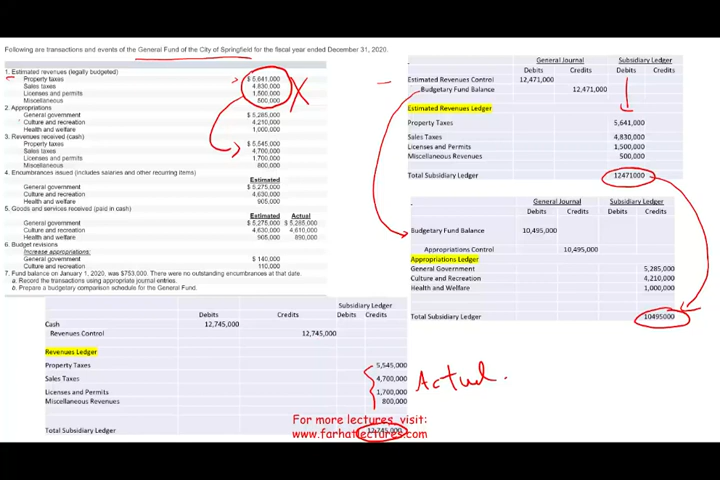 Following are transactions and events of the General Fund of the City of Springfield for the fiscal year ended December 31, 2020.
1. Estimated revenues (legally budgeted)
Property taxes $ 5,641,000
Sales taxes 4,830,000
Licenses and permits 1,500,000
Miscellaneous 500,000
2. Appropriations
General government $ 5,285,000
Culture and recreation 4,210,000
Health and welfare 1,000,000
3. Revenues received (cash)
Property taxes $ 5,545,000
Sales taxes 4,700,000
Licenses and permits 1,700,000
Miscellaneous 800,000
4. Encumbrances issued (includes salaries and other recurring items)
Estimated
General government $ 5,275,000
Culture and recreation 4,630,000
Health and welfare 905,000
5. Goods and services received (paid in cash)
Estimated Actual
General government $ 5,275,000 $ 5,285,000
Culture and recreation 4,630,000 4,610,000
Health and welfare 905,000 890,000
6. Budget revisions
Increase appropriations:
General government $ 140,000
Culture and recreation 110,000
7. Fund balance on January 1, 2020, was $753,000. There were no outstanding encumbrances at that date.
a. Record the transactions using appropriate journal entries.
b. Prepare a budgetary comparison schedule for the General Fund.
General Journal Subsidiary Ledger
Debits Credits Debits Credits
Estimated Revenues Control 12,471,000
Budgetary Fund Balance 12,471,000
Estimated Revenues Ledger
Property Taxes 5,641,000
Sales Taxes 4,830,000
Licenses and Permits 1,500,000
Miscellaneous Revenues 500,000
Total Subsidiary Ledger 12471000
General Journal Subsidiary Ledger
Debits Credits Debits Credits
Budgetary Fund Balance 10,495,000
Appropriations Control 10,495,000
Appropriations Ledger
General Government 5,285,000
Culture and Recreation 4,210,000
Health and Welfare 1,000,000
Total Subsidiary Ledger 10495000
Subsidiary Ledger
Debits Credits Debits Credits
Cash 12,745,000
Revenues Control 12,745,000
Revenues Ledger
Property Taxes 5,545,000
Sales Taxes 4,700,000
Licenses and Permits 1,700,000
Miscellaneous Revenues 800,000
Total Subsidiary Ledger 12,745,000
Actual.
For more lectures, visit:
www.farhatlectures.com